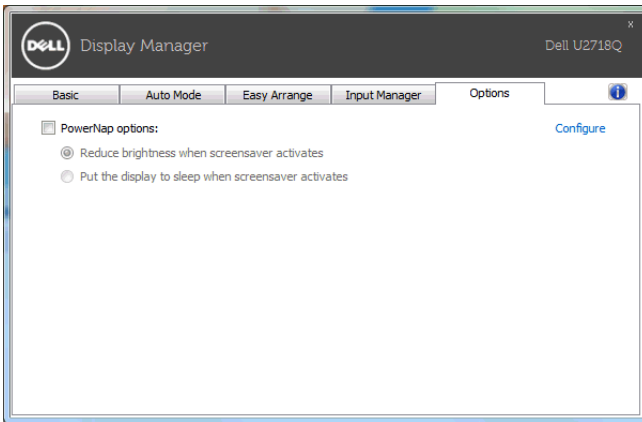 x
DELL Display Manager Dell U2718Q
Basic Auto Mode Easy Arrange Input Manager Options i
PowerNap options: Configure
Reduce brightness when screensaver activates
Put the display to sleep when screensaver activates